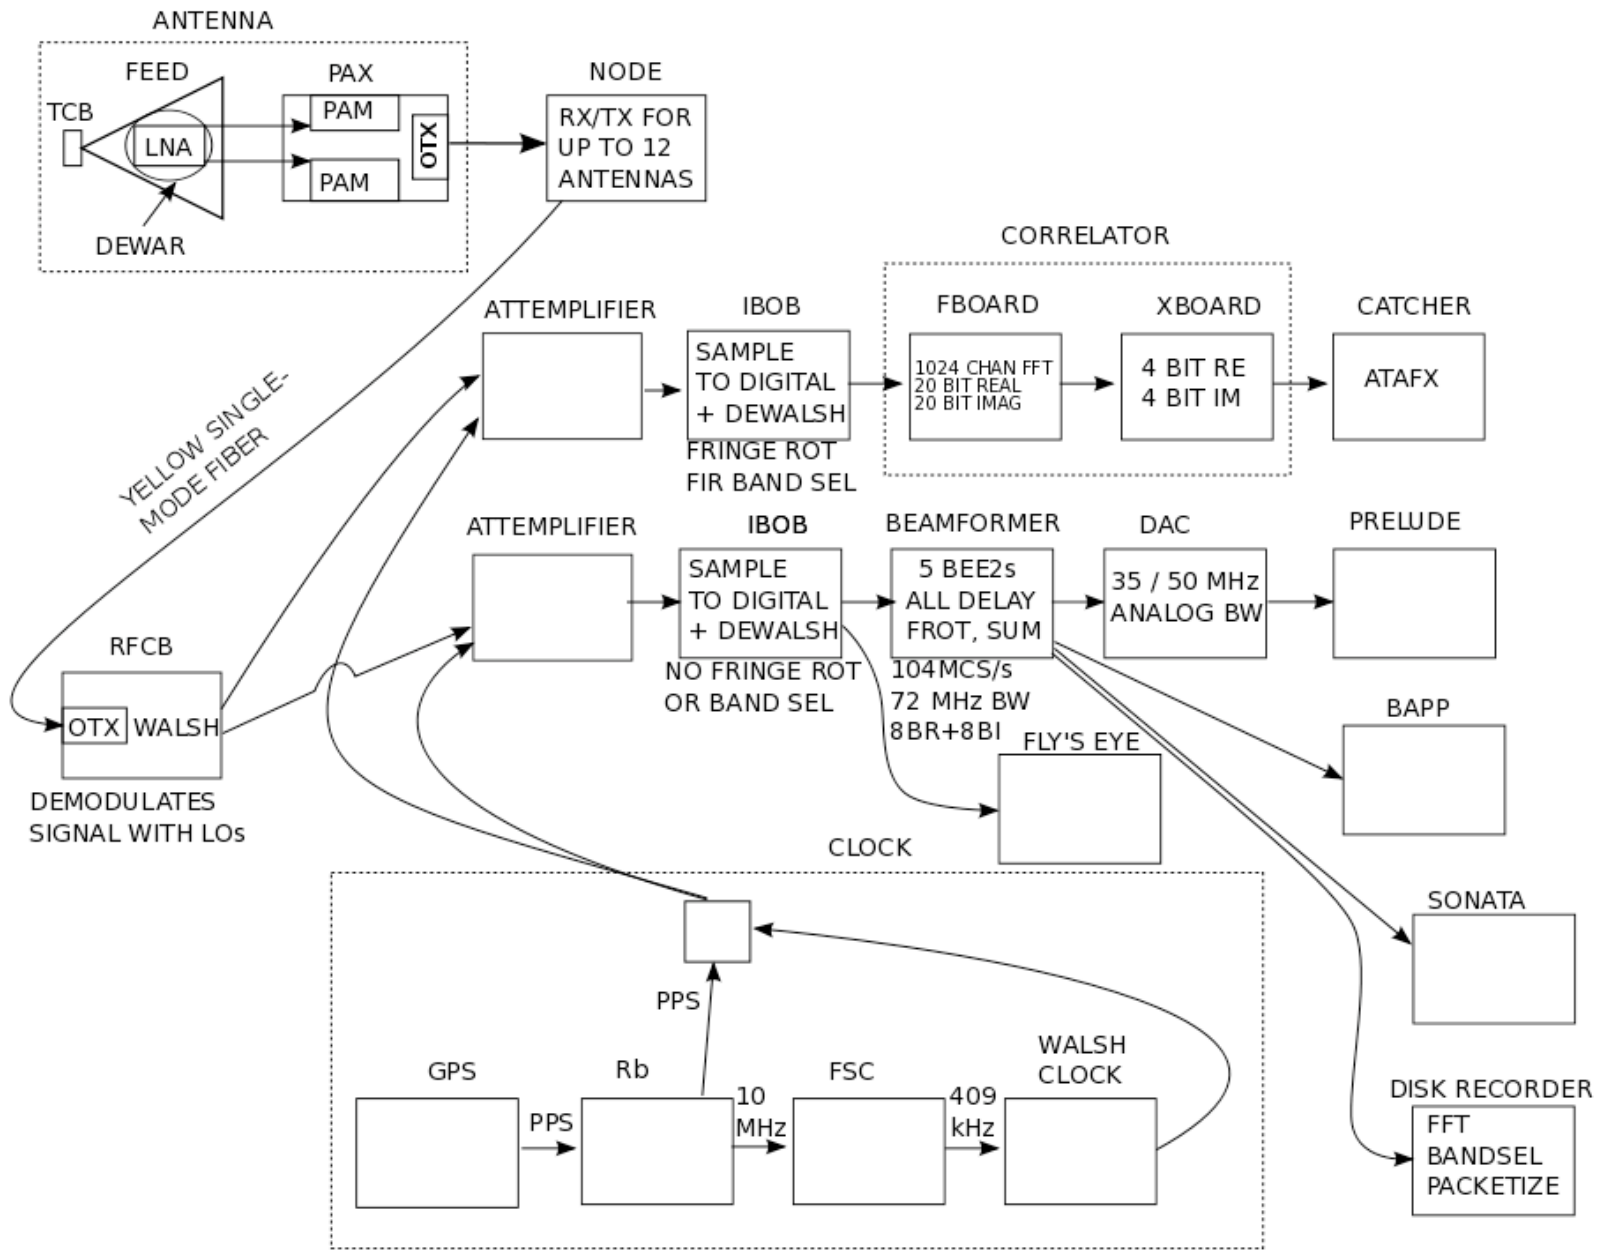 ANTENNA
FEED
PAX
NODE
TCB
PAM
OTX
RX/TX FOR
UP TO 12
ANTENNAS
LNA
PAM
DEWAR
CORRELATOR
ATTEMPLIFIER
IBOB
FBOARD
XBOARD
CATCHER
SAMPLE
TO DIGITAL
+ DEWALSH
1024 CHAN FFT
20 BIT REAL
20 BIT IMAG
4 BIT RE
4 BIT IM
ATAFX
FRINGE ROT
FIR BAND SEL
YELLOW SINGLE-
MODE FIBER
ATTEMPLIFIER
IBOB
BEAMFORMER
DAC
PRELUDE
SAMPLE
TO DIGITAL
+ DEWALSH
5 BEE2s
ALL DELAY
FROT, SUM
35 / 50 MHz
ANALOG BW
NO FRINGE ROT
OR BAND SEL
104MCS/s
72 MHz BW
8BR+8BI
RFCB
OTX WALSH
DEMODULATES
SIGNAL WITH LOs
FLY'S EYE
BAPP
CLOCK
SONATA
PPS
GPS
Rb
FSC
WALSH
CLOCK
PPS
10
MHz
409
kHz
DISK RECORDER
FFT
BANDSEL
PACKETIZE